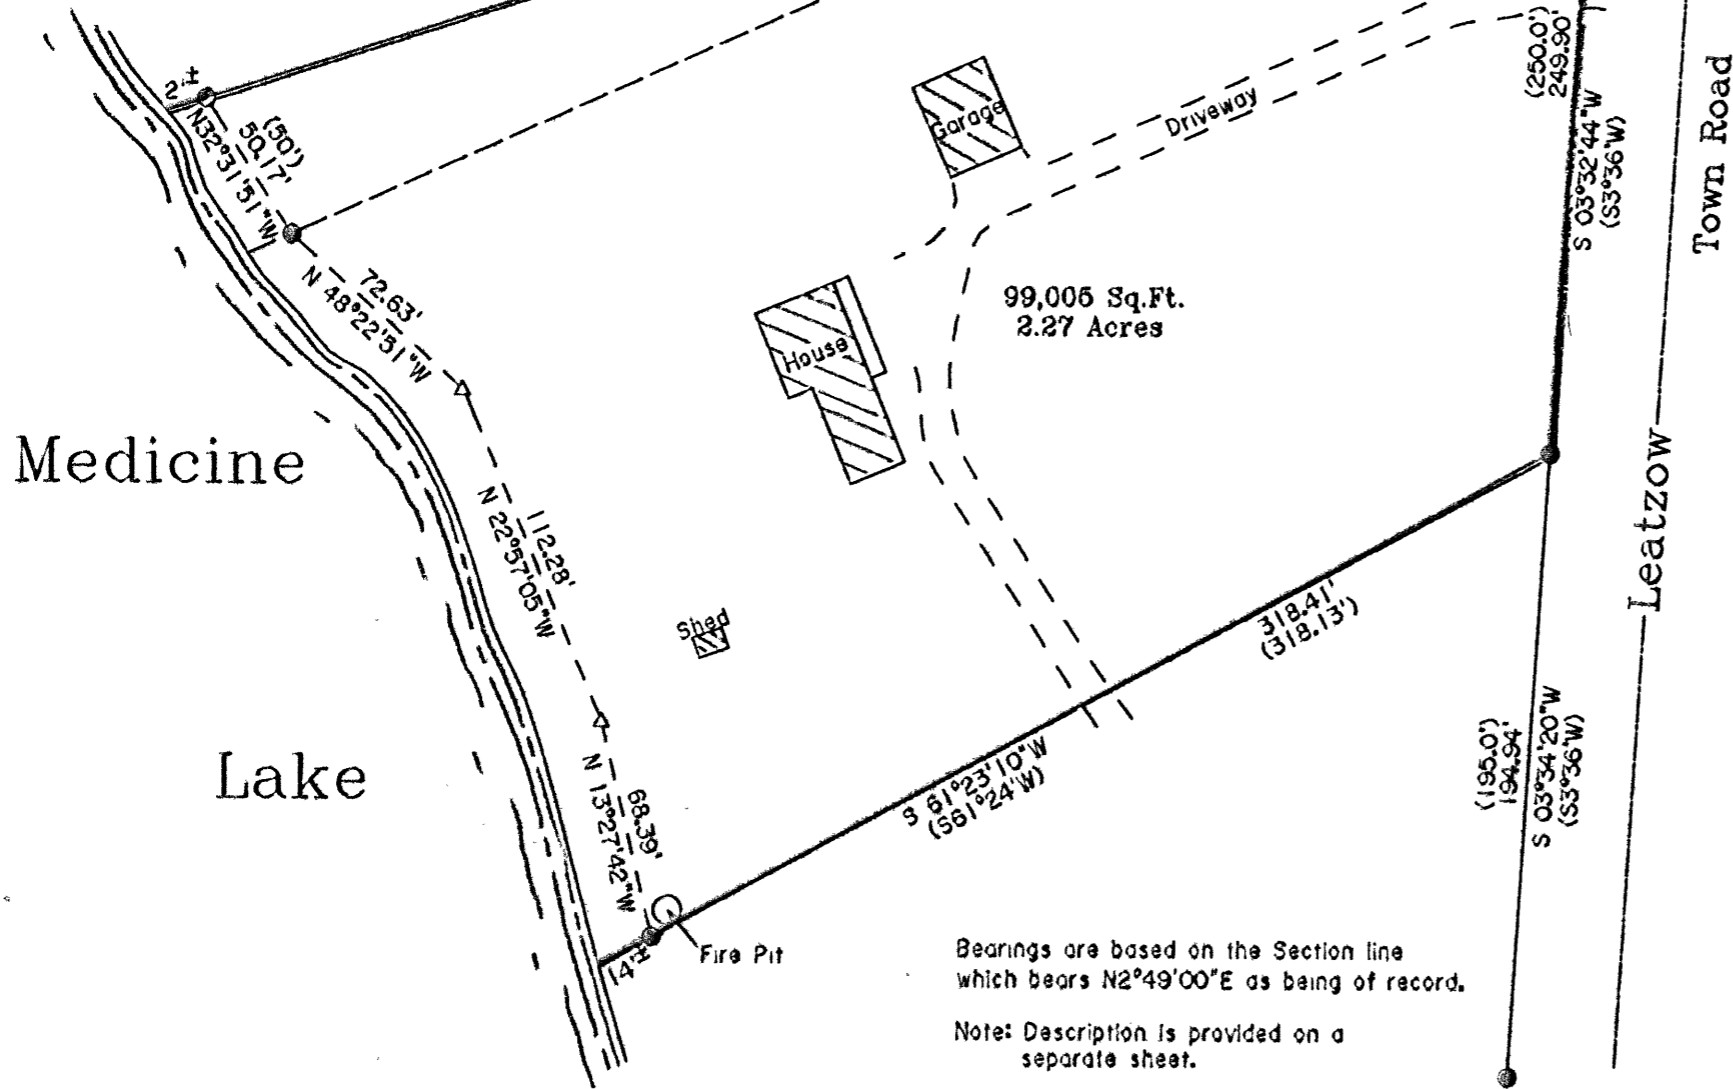 2'±
(50')
50.17'
N32°31'51"W
72.63'
N 48°22'51"W
Garage
Driveway
(250.0')
249.90'
S 03°32'44"W
(S3°36'W)
Town Road
99,005 Sq.Ft.
2.27 Acres
House
Medicine
Lake
112.28'
N 22°57'05"W
Leatzow
Shed
318.41'
(318.13')
S 61°23'10"W
(S61°24'W)
(195.0')
194.94'
S 03°34'20"W
(S3°36'W)
68.39'
N 13°27'42"W
14'±
Fire Pit
Bearings are based on the Section line
which bears N2°49'00"E as being of record.
Note: Description is provided on a
separate sheet.